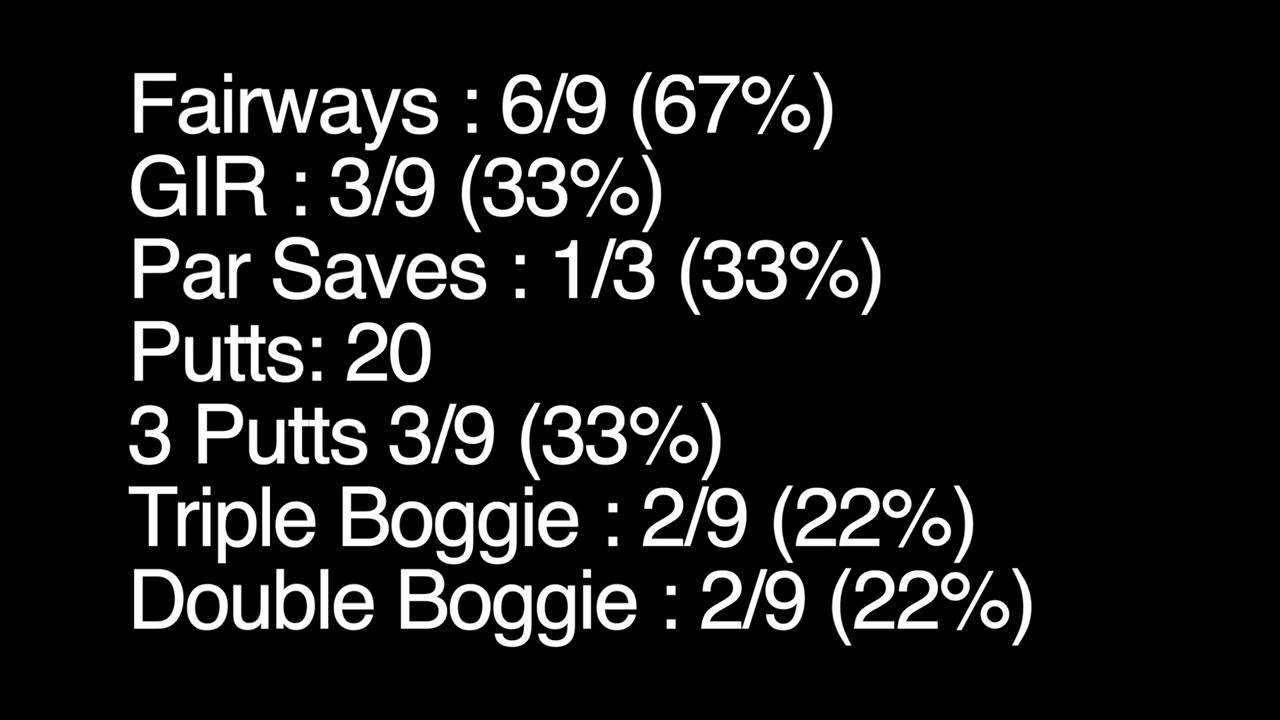 Fairways : 6/9 (67%)
GIR : 3/9 (33%)
Par Saves : 1/3 (33%)
Putts: 20
3 Putts 3/9 (33%)
Triple Boggie : 2/9 (22%)
Double Boggie : 2/9 (22%)